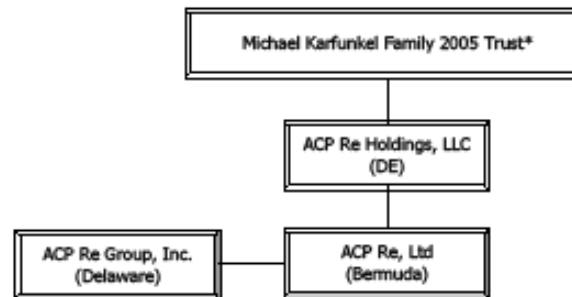 Michael Karfunkel Family 2005 Trust*
ACP Re Holdings, LLC
(DE)
ACP Re Group, Inc.
(Delaware)
ACP Re, Ltd
(Bermuda)